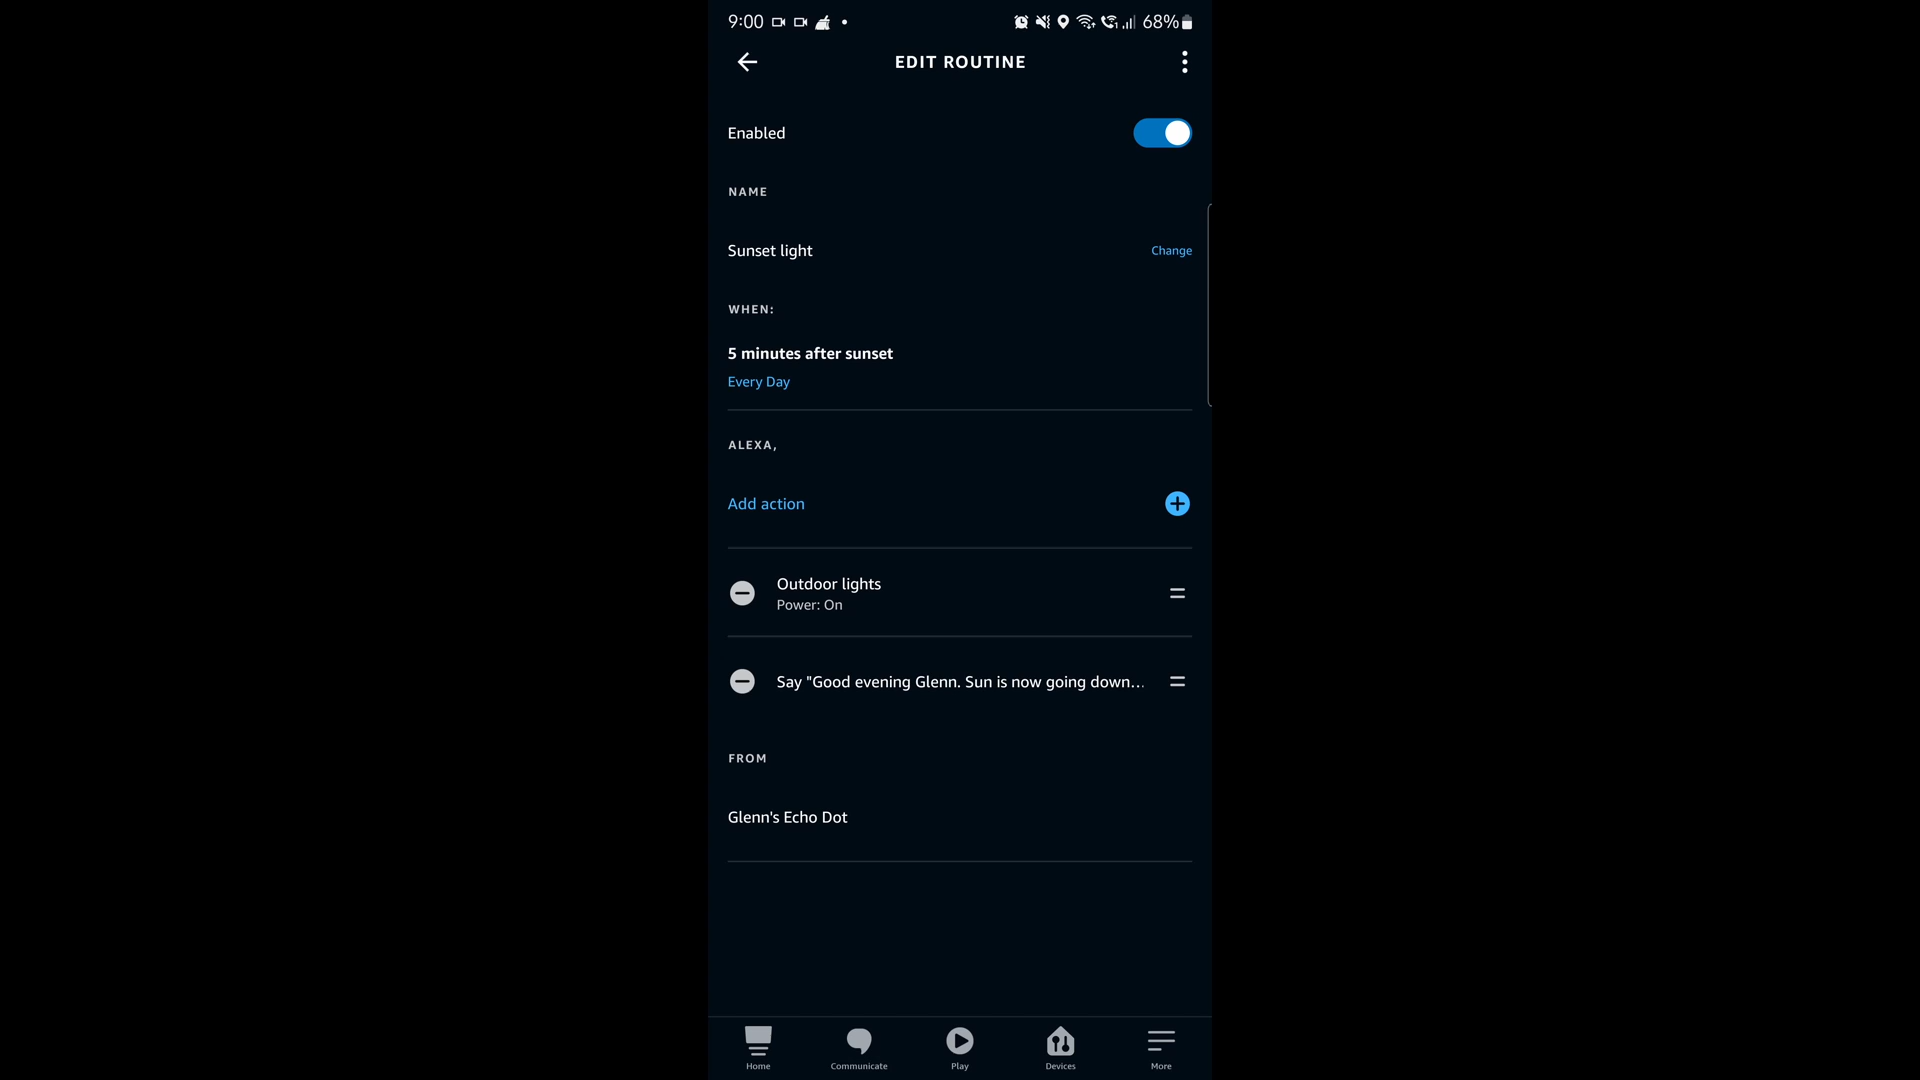 9:00
68%
EDIT ROUTINE
Enabled
NAME
Sunset light
Change
WHEN:
5 minutes after sunset
Every Day
ALEXA,
Add action
Outdoor lights
Power: On
Say "Good evening Glenn. Sun is now going down...
FROM
Glenn's Echo Dot
Home
Communicate
Play
Devices
More